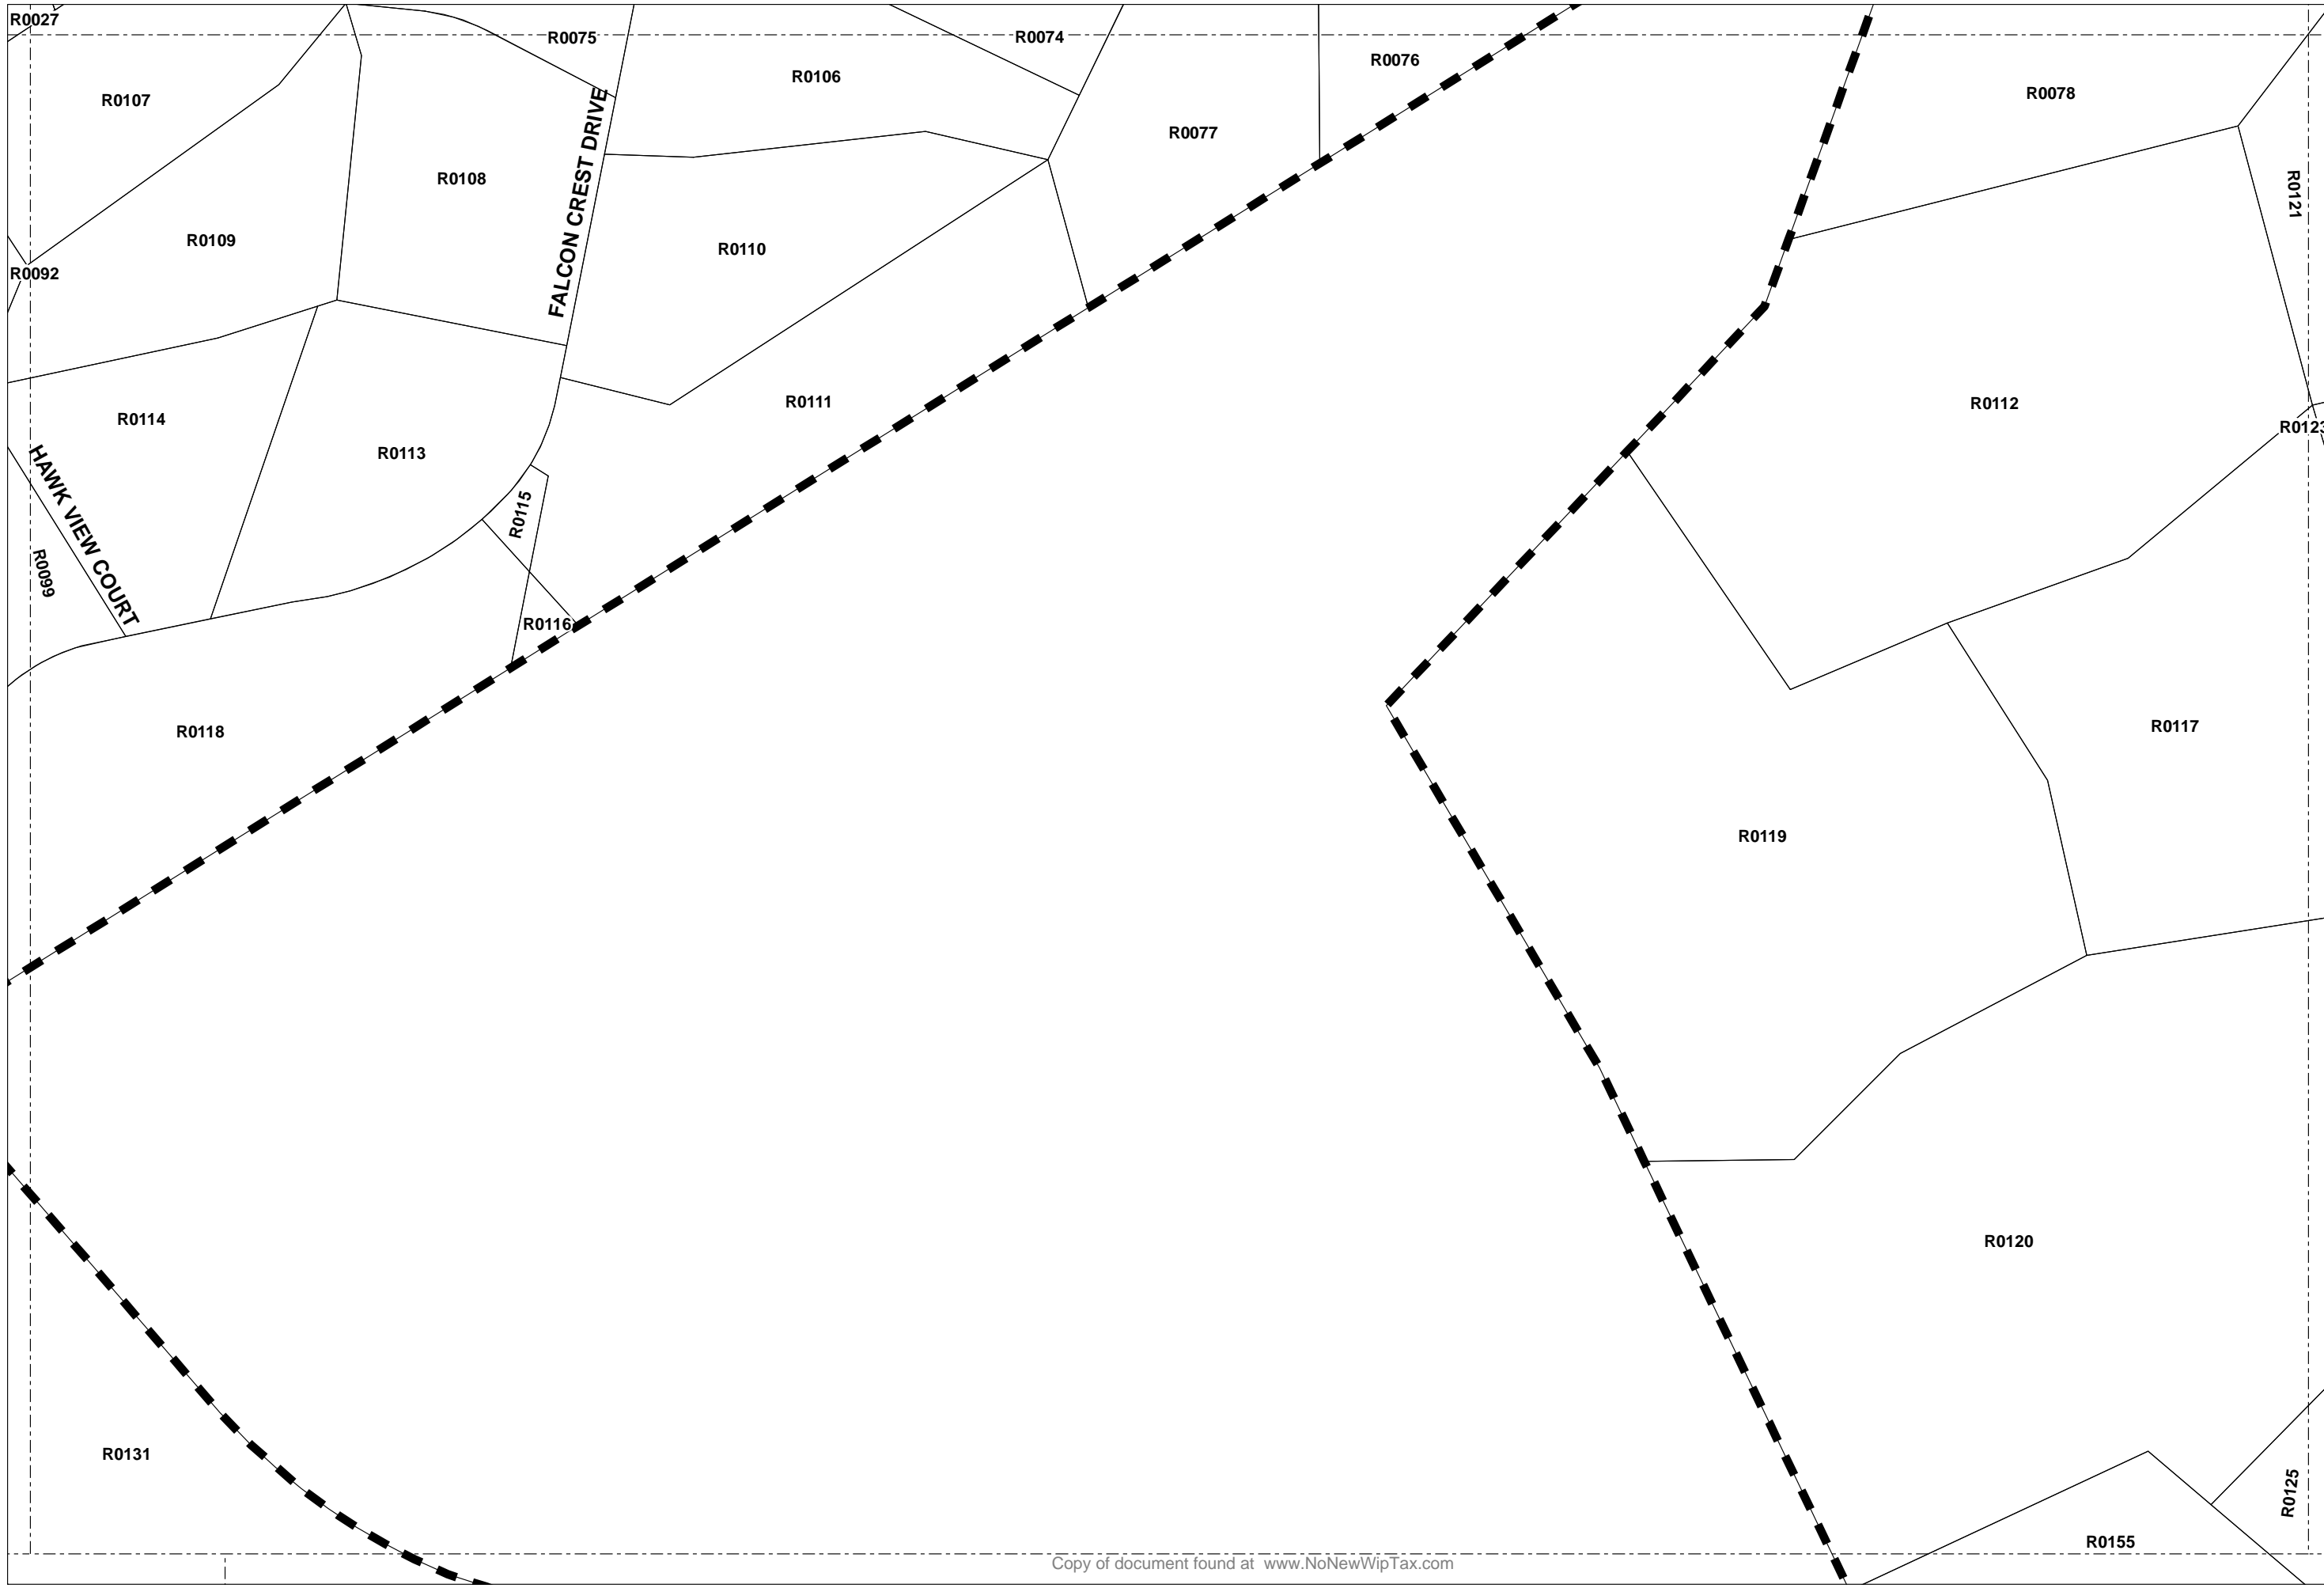 R0027
R0075
R0074
R0076
R0106
R0107
R0078
R0077
R0108
FALCON CREST DRIVE
R0121
R0109
R0110
R0092
R0111
R0112
R0114
R0123
R0113
HAWK VIEW COURT
R0115
R0099
R0116
R0118
R0117
R0119
R0120
R0131
R0125
R0155
Copy of document found at www.NoNewWipTax.com